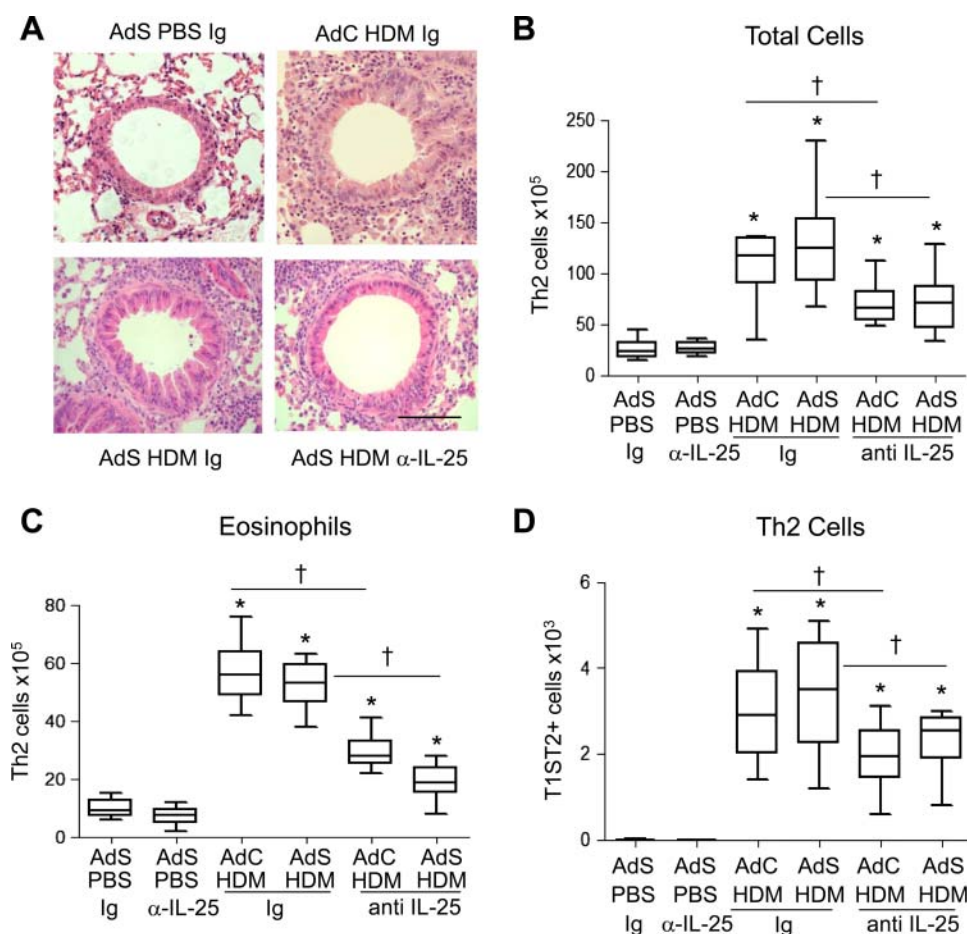 A
AdS PBS Ig
AdC HDM Ig
AdS HDM Ig
AdS HDM α-IL-25
B
Total Cells
Th2 cells x10⁵
250
200
150
100
50
0
†
*
*
†
*
*
AdS AdS AdC AdS AdC AdS
PBS PBS HDM HDM HDM HDM
Ig α-IL-25 Ig anti IL-25
C
Eosinophils
Th2 cells x10⁵
80
60
40
20
0
†
*
*
†
*
*
AdS AdS AdC AdS AdC AdS
PBS PBS HDM HDM HDM HDM
Ig α-IL-25 Ig anti IL-25
D
Th2 Cells
T1ST2+ cells x10³
6
4
2
0
†
*
*
†
*
*
AdS AdS AdC AdS AdC AdS
PBS PBS HDM HDM HDM HDM
Ig α-IL-25 Ig anti IL-25